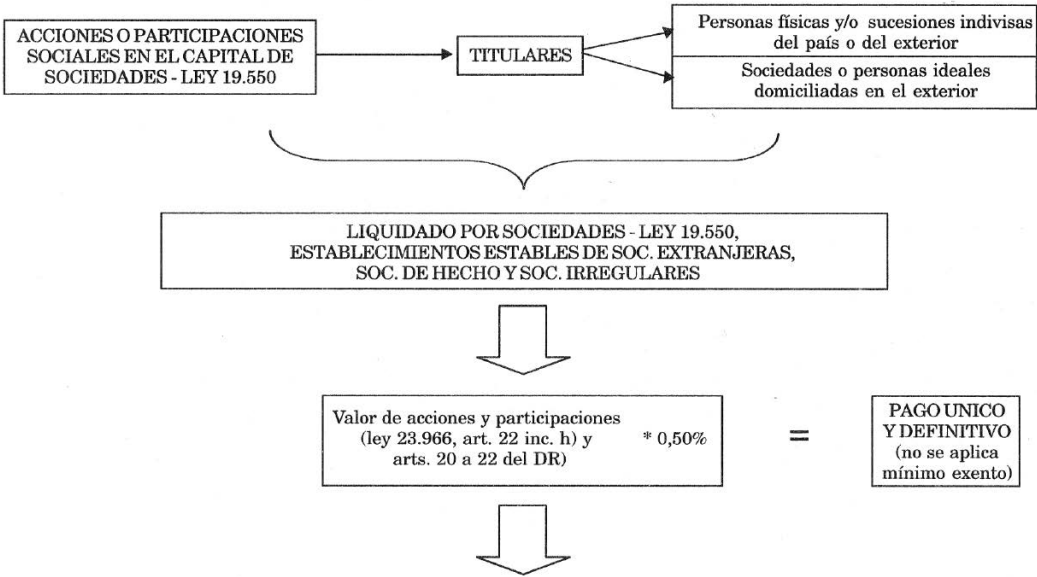 ACCIONES O PARTICIPACIONES
SOCIALES EN EL CAPITAL DE
SOCIEDADES - LEY 19.550
TITULARES
Personas físicas y/o sucesiones indivisas
del país o del exterior
Sociedades o personas ideales
domiciliadas en el exterior
LIQUIDADO POR SOCIEDADES - LEY 19.550,
ESTABLECIMIENTOS ESTABLES DE SOC. EXTRANJERAS,
SOC. DE HECHO Y SOC. IRREGULARES
Valor de acciones y participaciones
(ley 23.966, art. 22 inc. h) y * 0,50%
arts. 20 a 22 del DR)
=
PAGO UNICO
Y DEFINITIVO
(no se aplica
mínimo exento)